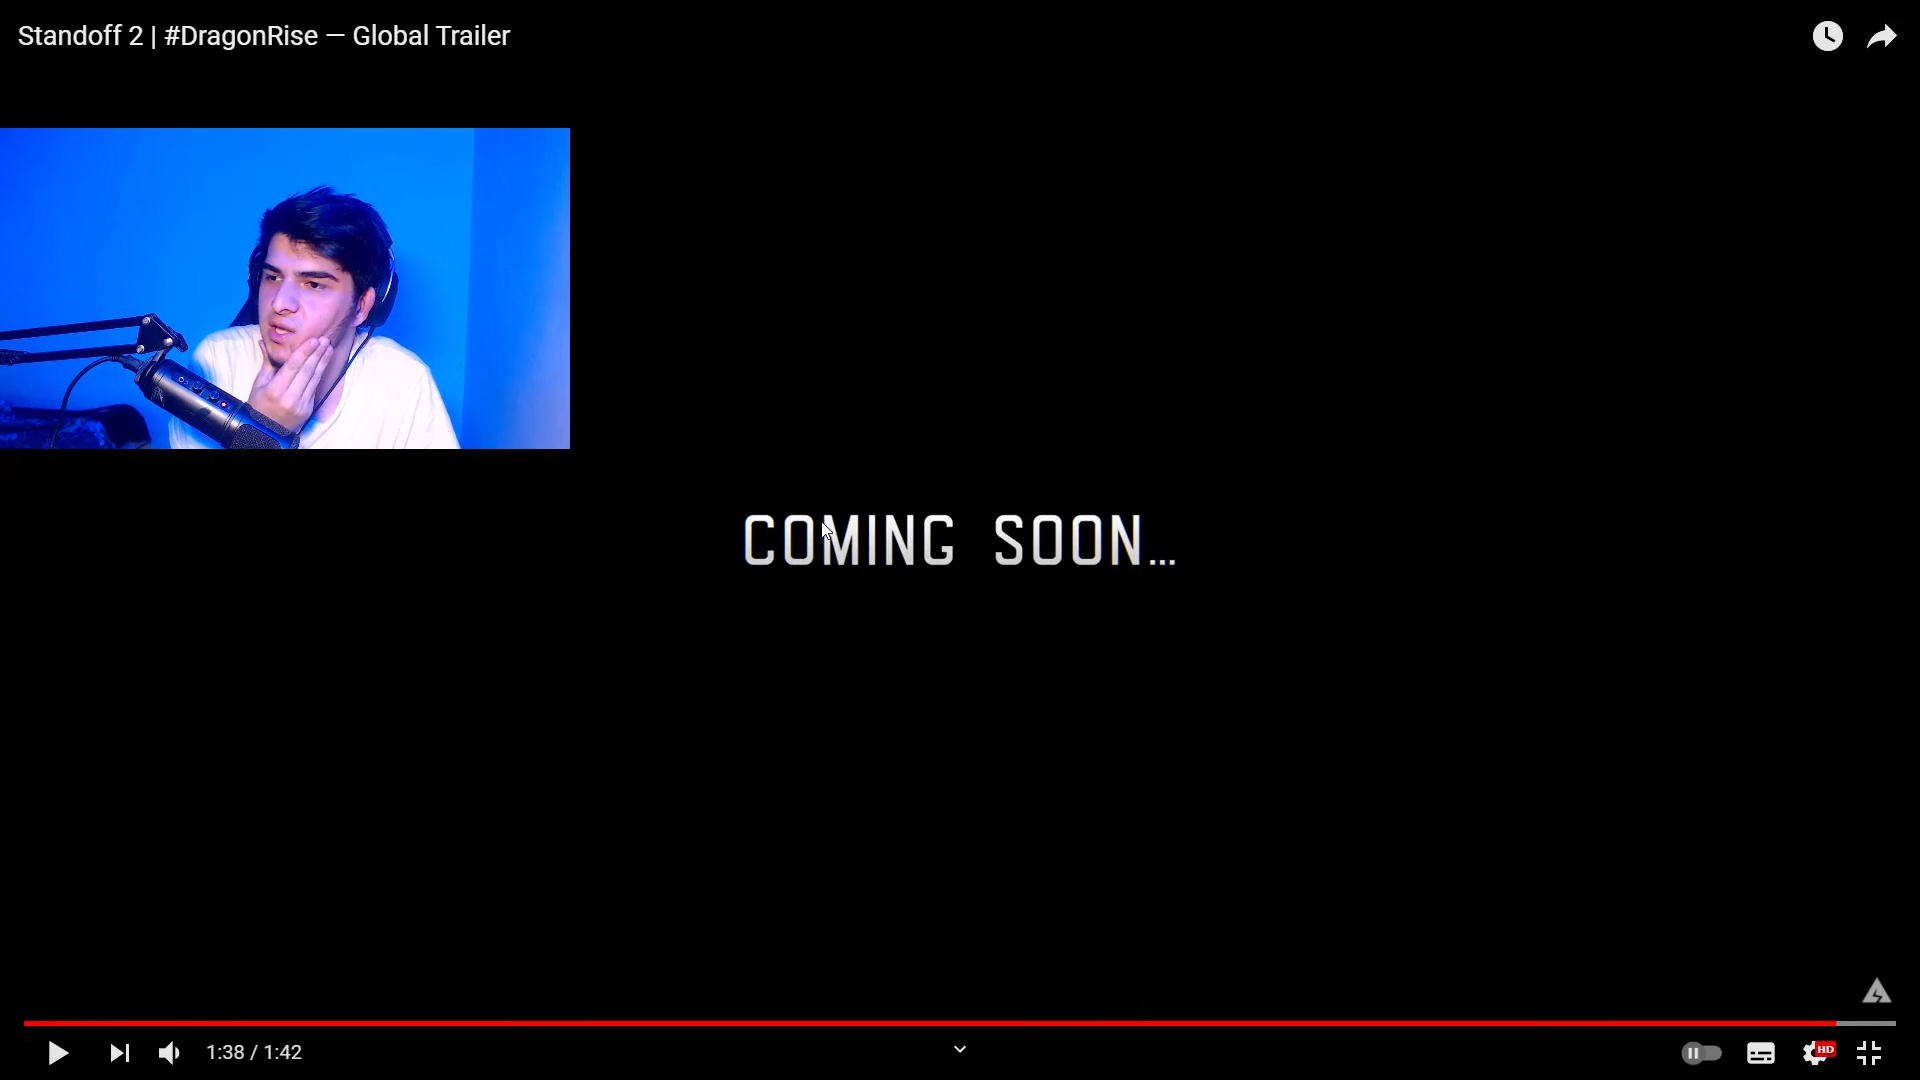 Standoff 2 | #DragonRise — Global Trailer
COMING SOON...
1:38 / 1:42
HD